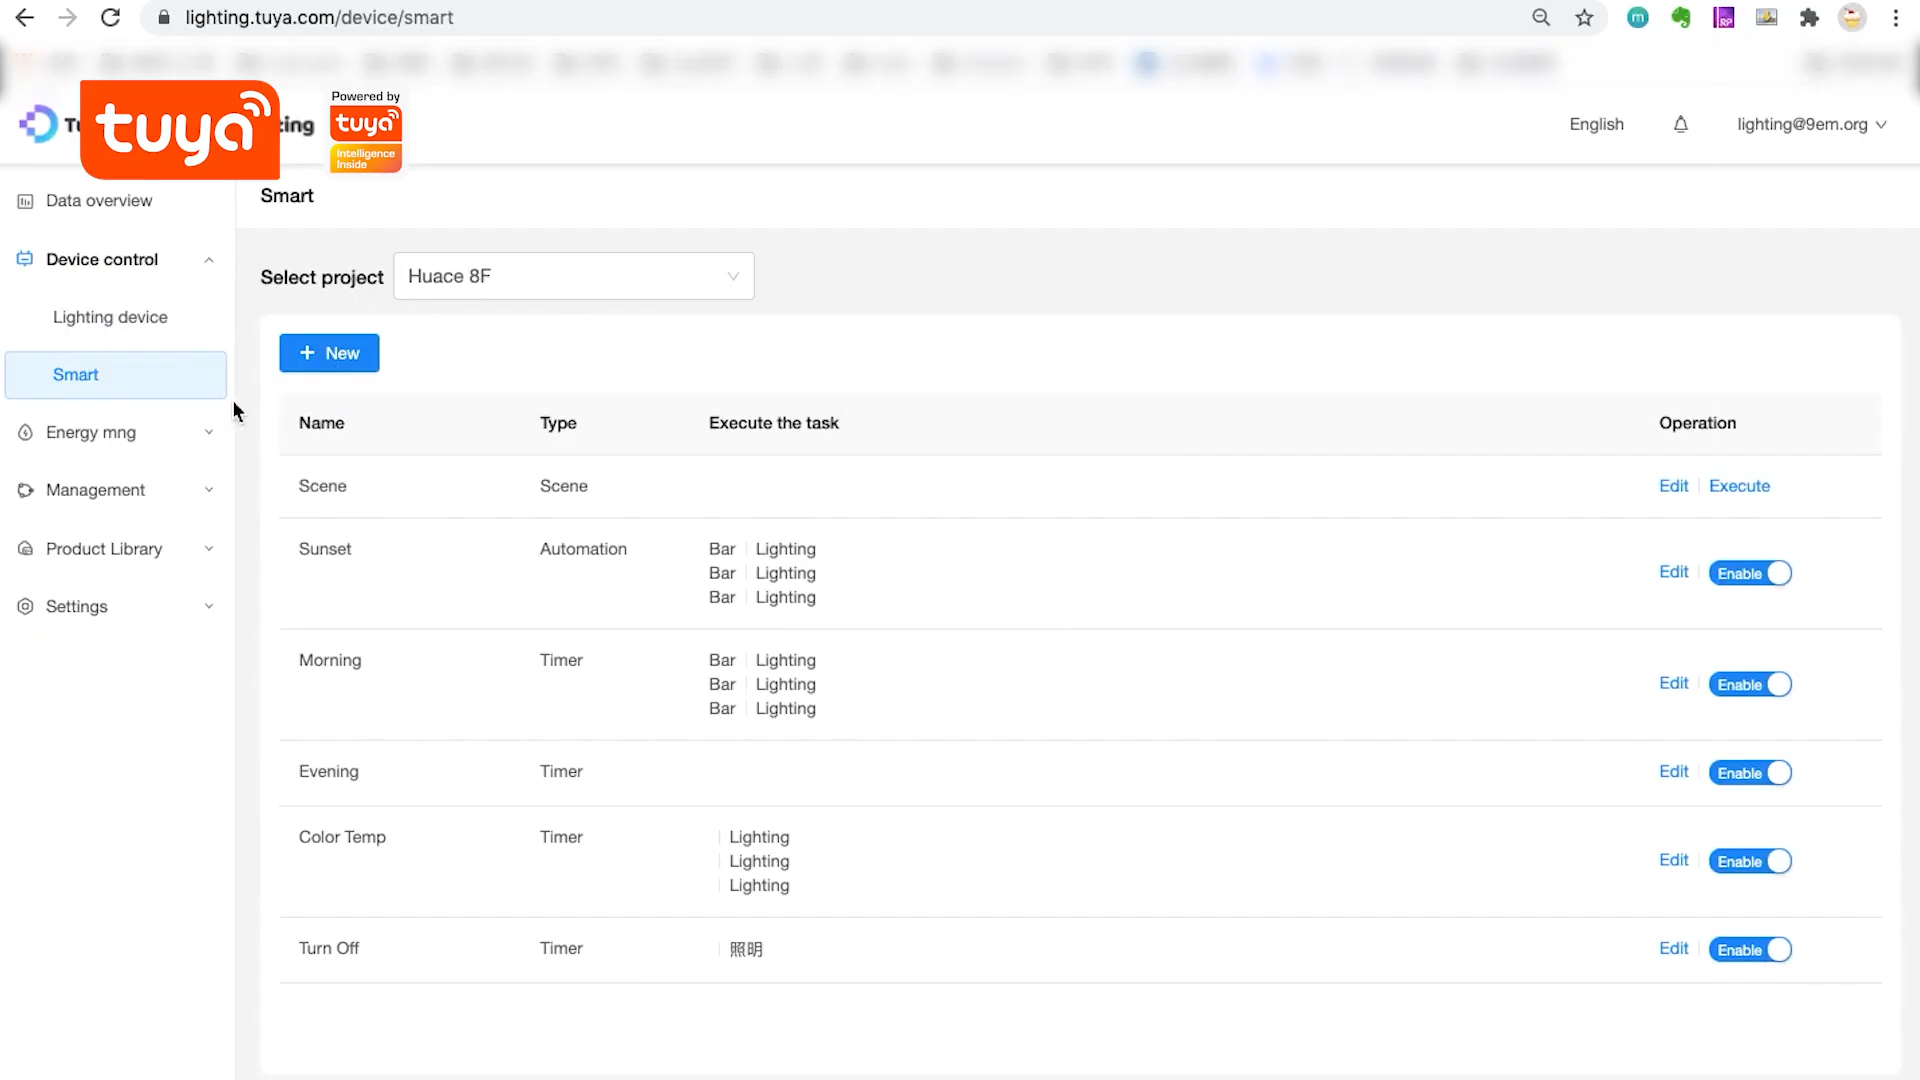 lighting.tuya.com/device/smart
m
RP
Tu
tuya
ting
Powered by
tuya
Intelligence
Inside
English
lighting@9em.org
Data overview
Device control
Lighting device
Smart
Energy mng
Management
Product Library
Settings
Smart
Select project
Huace 8F
+ New
Name Type Execute the task Operation
Scene Scene Edit Execute
Sunset Automation Bar Lighting
Bar Lighting
Bar Lighting
Edit Enable
Morning Timer Bar Lighting
Bar Lighting
Bar Lighting
Edit Enable
Evening Timer Edit Enable
Color Temp Timer Lighting
Lighting
Lighting
Edit Enable
Turn Off Timer 照明 Edit Enable